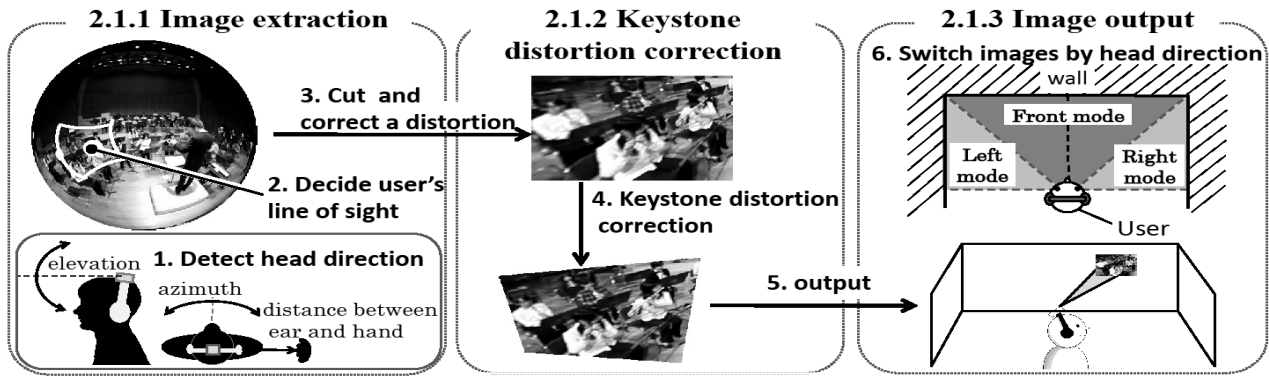 2.1.1 Image extraction
3. Cut and
correct a distortion
2. Decide user's
line of sight
1. Detect head direction
elevation
azimuth
distance between
ear and hand
2.1.2 Keystone
distortion correction
4. Keystone distortion
correction
5. output
2.1.3 Image output
6. Switch images by head direction
wall
Front mode
Left
mode
Right
mode
User